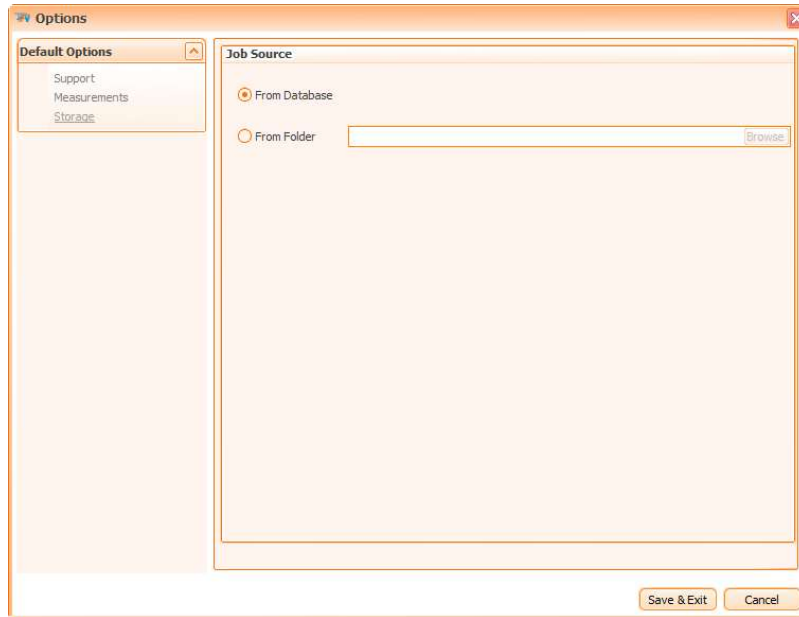 Options
Default Options
Support
Measurements
Storage
Job Source
From Database
From Folder
Browse
Save & Exit
Cancel